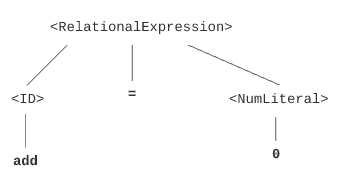 <RelationalExpression>
<ID> = <NumLiteral>
add 0